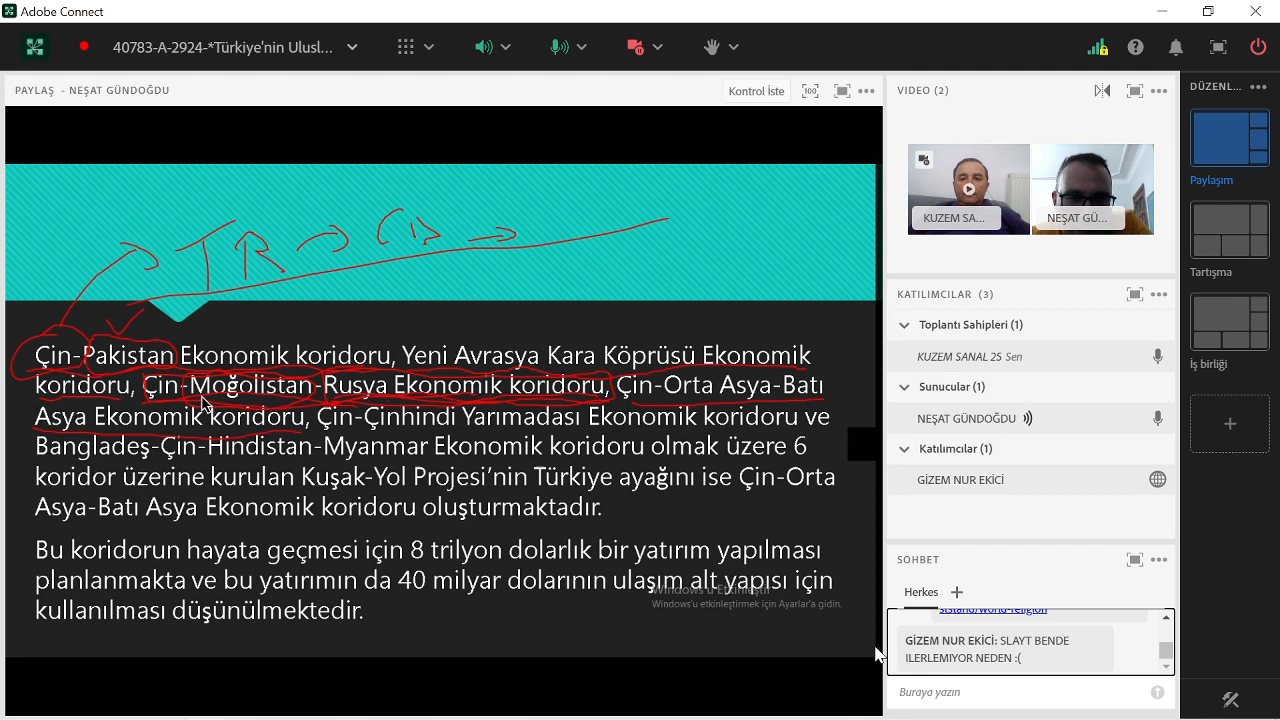 Adobe Connect
40783-A-2924-*Türkiye'nin Ulusl...
PAYLAŞ - NEŞAT GÜNDOĞDU
Kontrol İste
100
TR → →
Çin-Pakistan Ekonomik koridoru, Yeni Avrasya Kara Köprüsü Ekonomik
koridoru, Çin-Moğolistan-Rusya Ekonomik koridoru, Çin-Orta Asya-Batı
Asya Ekonomik koridoru, Çin-Çinhindi Yarımadası Ekonomik koridoru ve
Bangladeş-Çin-Hindistan-Myanmar Ekonomik koridoru olmak üzere 6
koridor üzerine kurulan Kuşak-Yol Projesi’nin Türkiye ayağını ise Çin-Orta
Asya-Batı Asya Ekonomik koridoru oluşturmaktadır.
Bu koridorun hayata geçmesi için 8 trilyon dolarlık bir yatırım yapılması
planlanmakta ve bu yatırımın da 40 milyar dolarının ulaşım alt yapısı için
kullanılması düşünülmektedir.
Windows'u Etkinleştir
Windows'u etkinleştirmek için Ayarlar'a gidin.
VIDEO (2)
KUZEM SA...
NEŞAT GÜ...
KATILIMCILAR (3)
Toplantı Sahipleri (1)
KUZEM SANAL 25 Sen
Sunucular (1)
NEŞAT GÜNDOĞDU
Katılımcılar (1)
GİZEM NUR EKİCİ
SOHBET
Herkes
ststand/world-religion
GİZEM NUR EKİCİ: SLAYT BENDE
ILERLEMIYOR NEDEN :(
Buraya yazın
DÜZENL...
Paylaşım
Tartışma
İş birliği